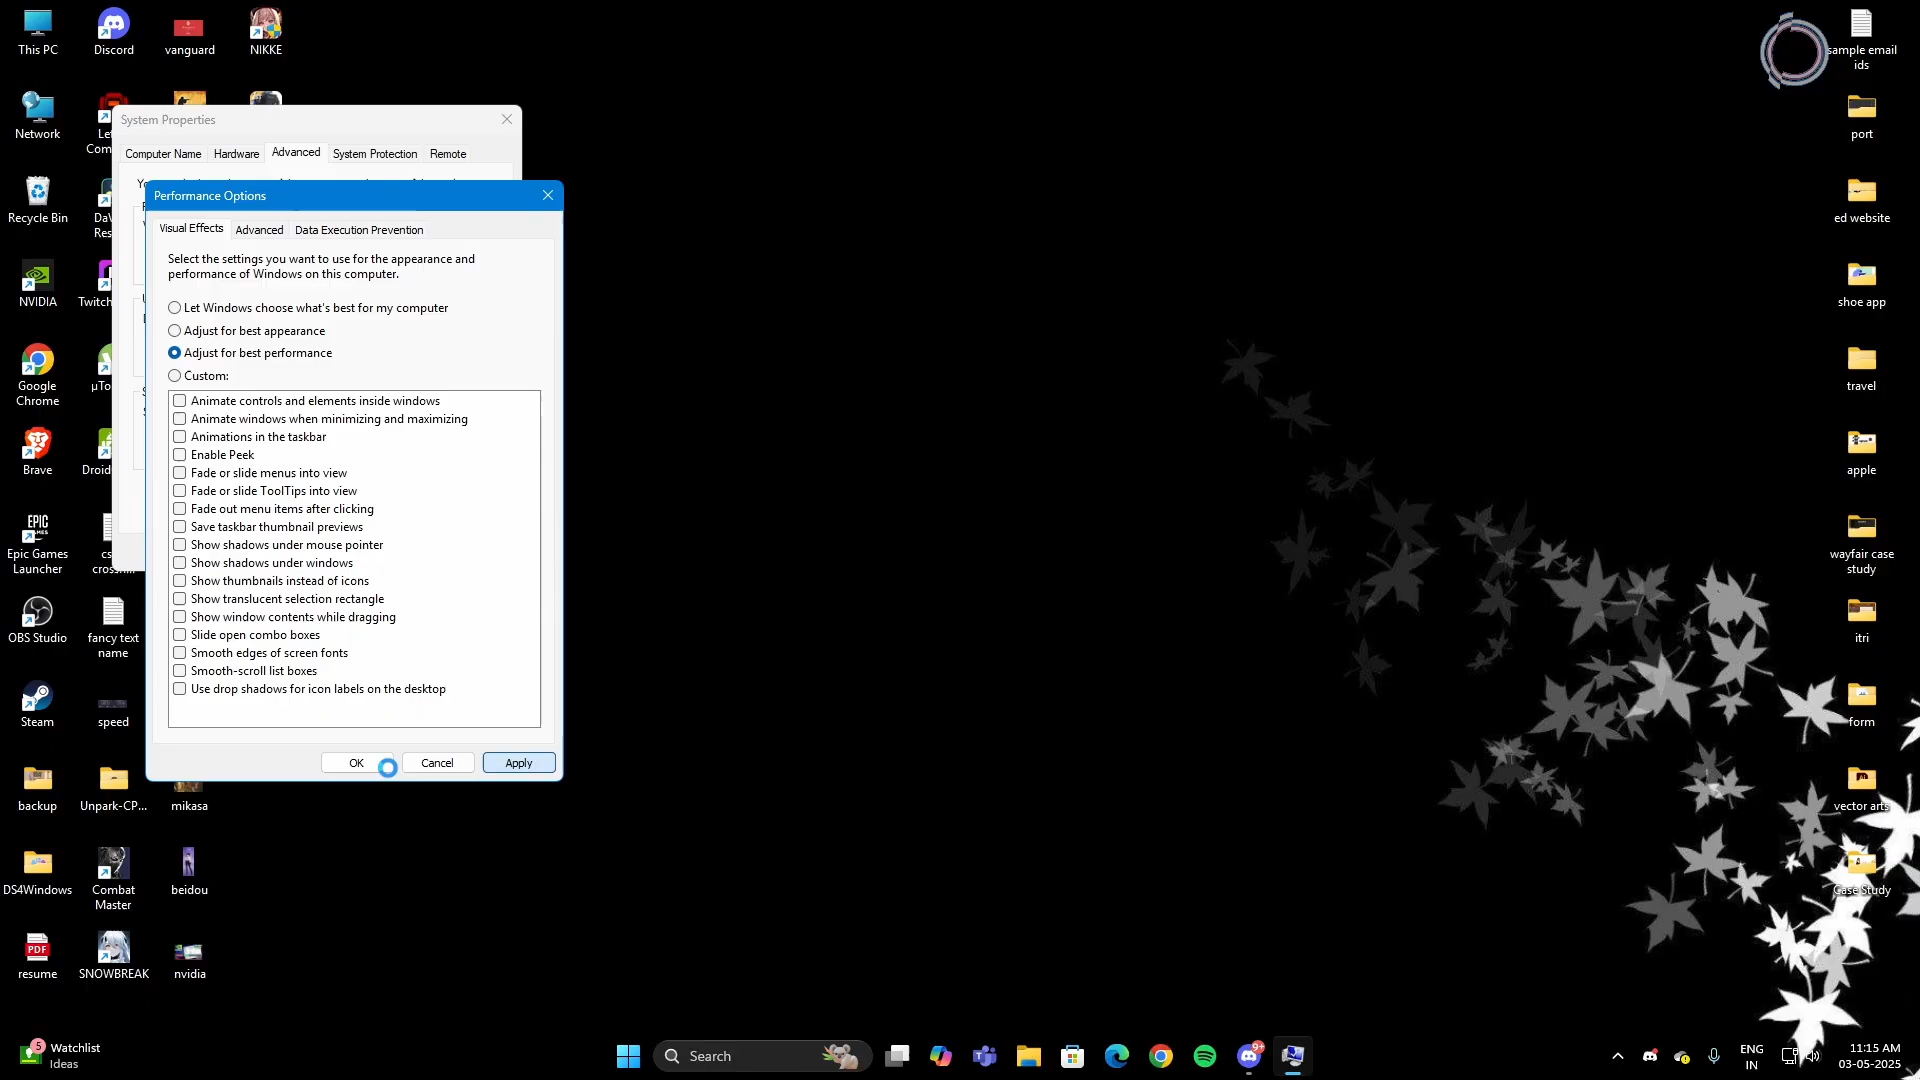 This PC
Discord
vanguard
NIKKE
sample email
ids
Network
port
Recycle Bin
ed website
NVIDIA
Twitch
shoe app
Google
Chrome
travel
Brave
apple
Epic Games
Launcher
wayfair case
study
OBS Studio
fancy text
name
itri
Steam
speed
form
backup
Unpark-CP...
mikasa
vector arts
DS4Windows
Combat
Master
beidou
Case Study
PDF
resume
SNOWBREAK
nvidia
System Properties
Computer Name
Hardware
Advanced
System Protection
Remote
Performance Options
Visual Effects
Advanced
Data Execution Prevention
Select the settings you want to use for the appearance and
performance of Windows on this computer.
Let Windows choose what's best for my computer
Adjust for best appearance
Adjust for best performance
Custom:
Animate controls and elements inside windows
Animate windows when minimizing and maximizing
Animations in the taskbar
Enable Peek
Fade or slide menus into view
Fade or slide ToolTips into view
Fade out menu items after clicking
Save taskbar thumbnail previews
Show shadows under mouse pointer
Show shadows under windows
Show thumbnails instead of icons
Show translucent selection rectangle
Show window contents while dragging
Slide open combo boxes
Smooth edges of screen fonts
Smooth-scroll list boxes
Use drop shadows for icon labels on the desktop
OK
Cancel
Apply
5
Watchlist
Ideas
Search
9+
ENG
IN
11:15 AM
03-05-2025